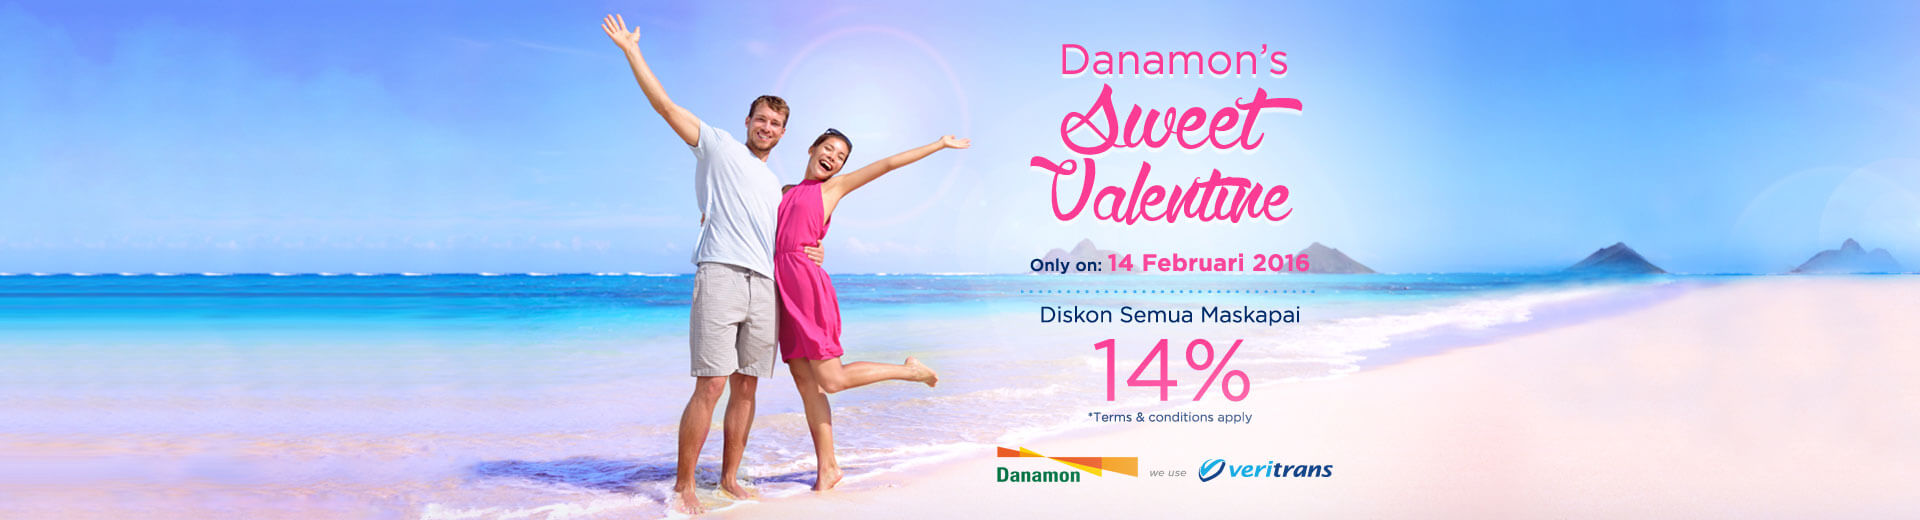 Danamon's
Sweet
Valentine
Only on: 14 Februari 2016
Diskon Semua Maskapai
14%
*Terms & conditions apply
Danamon
we use veritrans